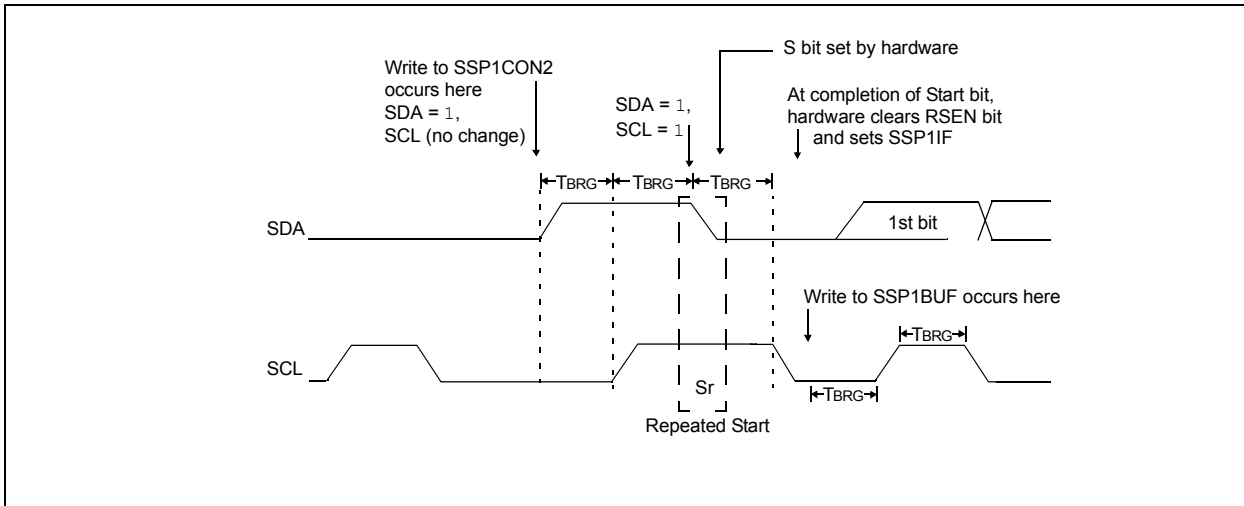 S bit set by hardware
Write to SSP1CON2
occurs here
SDA = 1,
SCL (no change)
SDA = 1,
SCL = 1
At completion of Start bit,
hardware clears RSEN bit
and sets SSP1IF
TBRG TBRG TBRG
SDA
1st bit
Write to SSP1BUF occurs here
TBRG
SCL
Sr
TBRG
Repeated Start